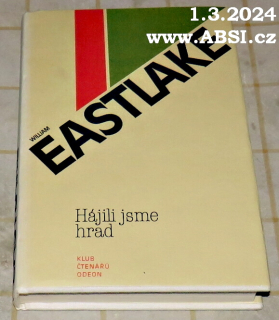 1.3.2024
www.ABSI.cz
WILLIAM
EASTLAKE
Hájili jsme
hrad
KLUB
ČTENÁŘŮ
ODEON